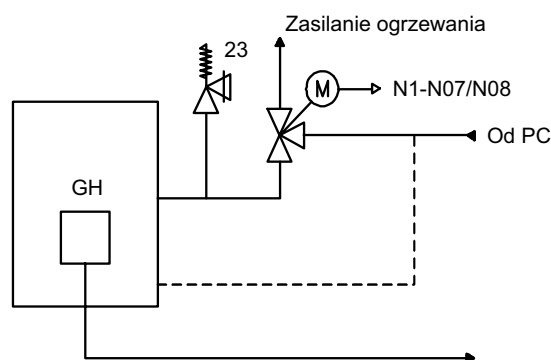 Zasilanie ogrzewania
23
M
N1-N07/N08
Od PC
GH